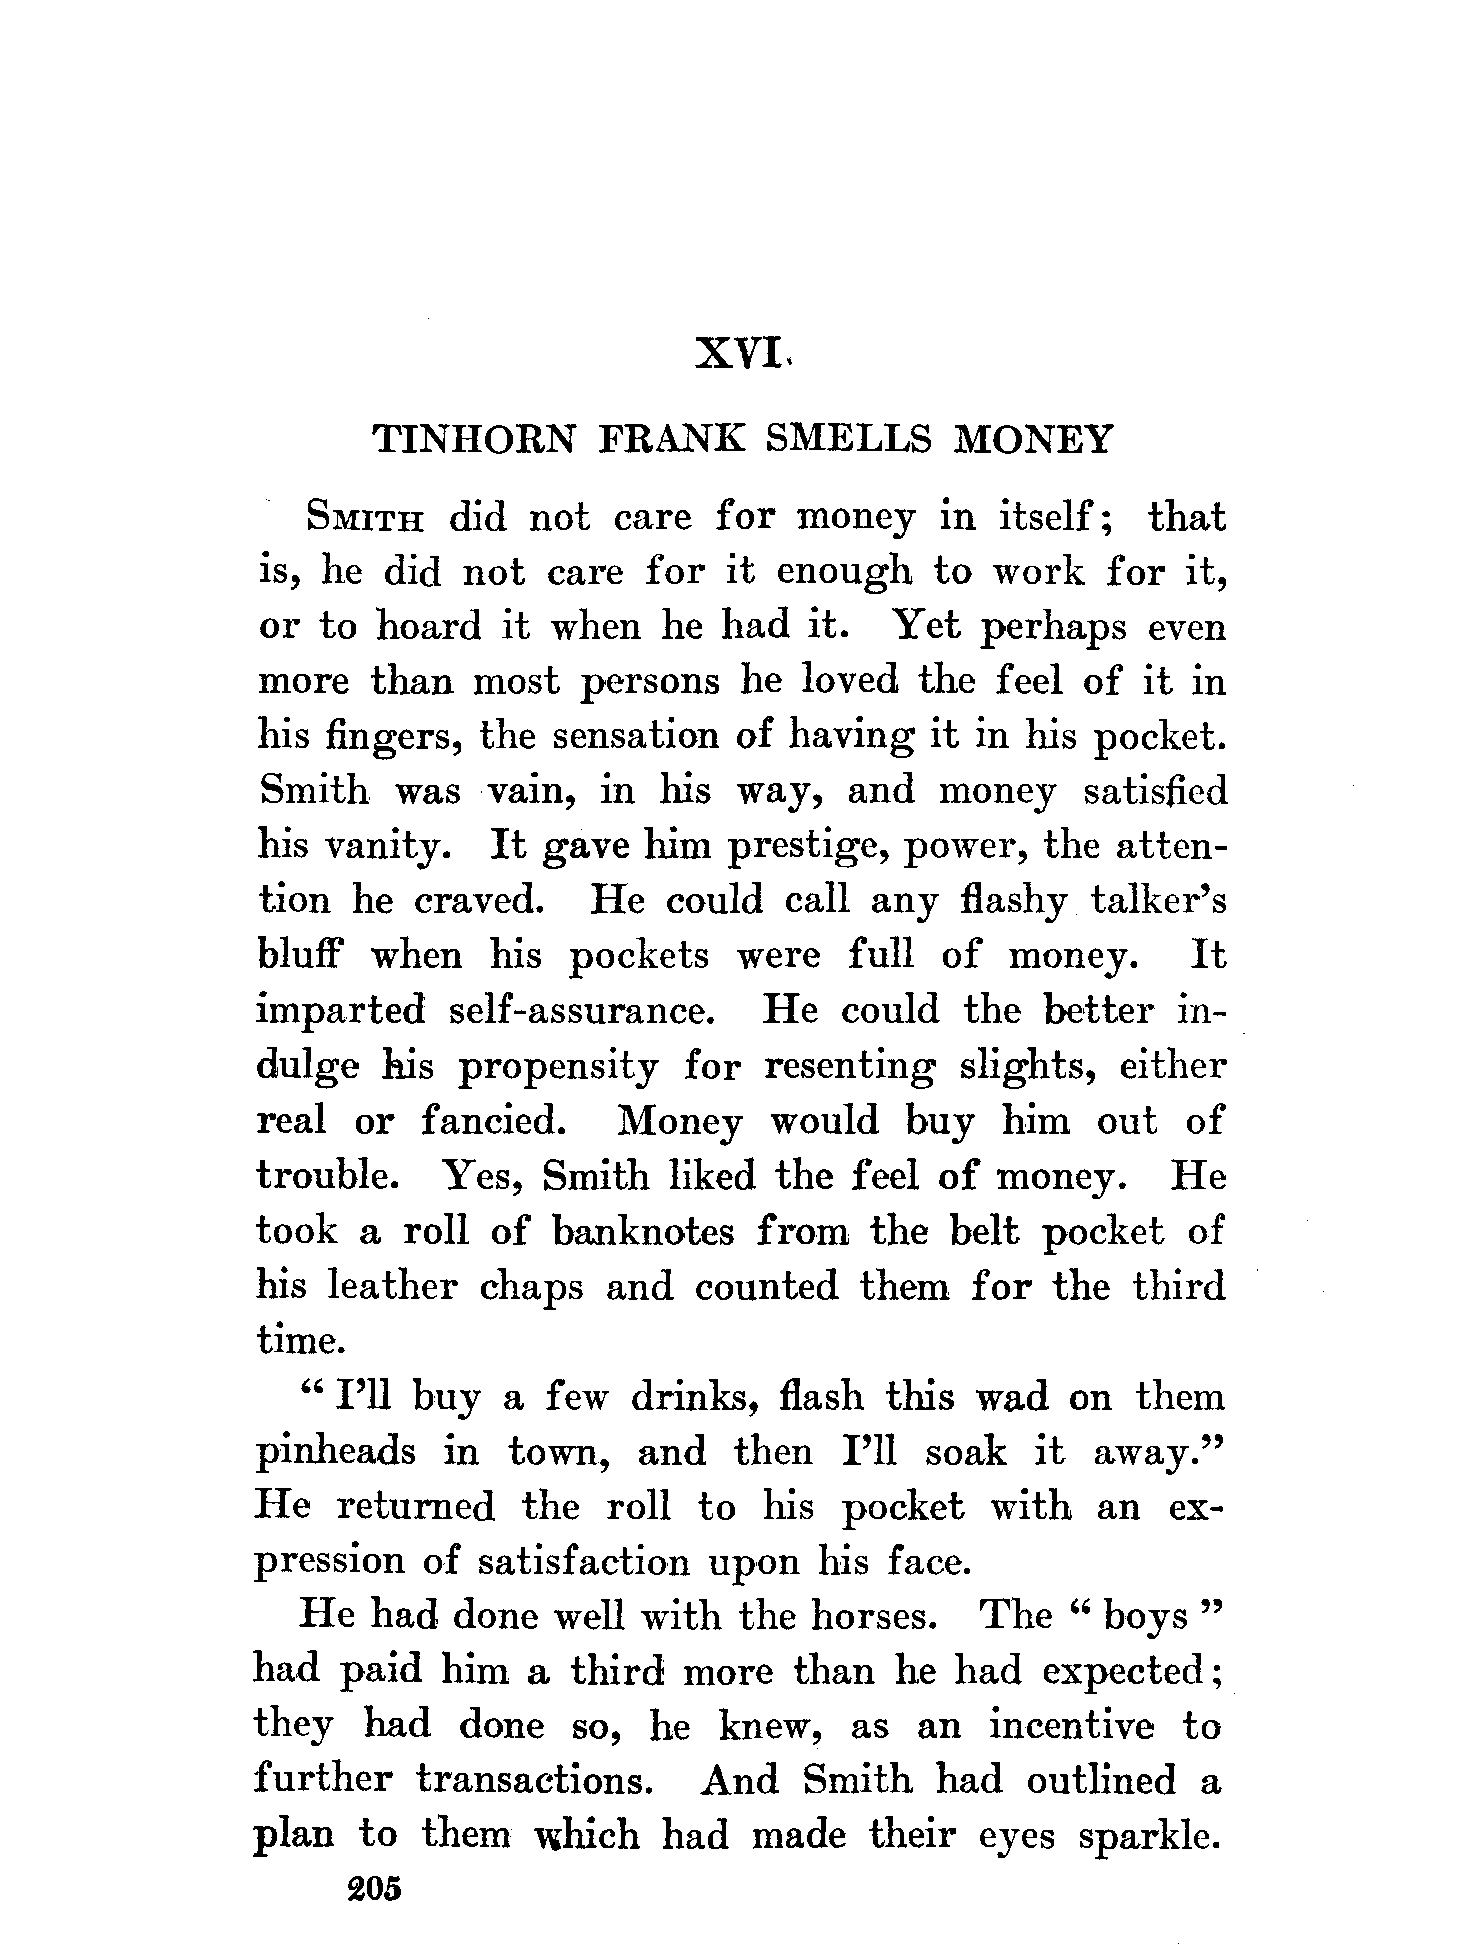 XVI.
TINHORN FRANK SMELLS MONEY
SMITH did not care for money in itself; that
is, he did not care for it enough to work for it,
or to hoard it when he had it. Yet perhaps even
more than most persons he loved the feel of it in
his fingers, the sensation of having it in his pocket.
Smith was vain, in his way, and money satisfied
his vanity. It gave him prestige, power, the atten-
tion he craved. He could call any flashy talker's
bluff when his pockets were full of money. It
imparted self-assurance. He could the better in-
dulge his propensity for resenting slights, either
real or fancied. Money would buy him out of
trouble. Yes, Smith liked the feel of money. He
took a roll of banknotes from the belt pocket of
his leather chaps and counted them for the third
time.
“ I’ll buy a few drinks, flash this wad on them
pinheads in town, and then I’ll soak it away.”
He returned the roll to his pocket with an ex-
pression of satisfaction upon his face.
He had done well with the horses. The “ boys ”
had paid him a third more than he had expected;
they had done so, he knew, as an incentive to
further transactions. And Smith had outlined a
plan to them which had made their eyes sparkle.
205